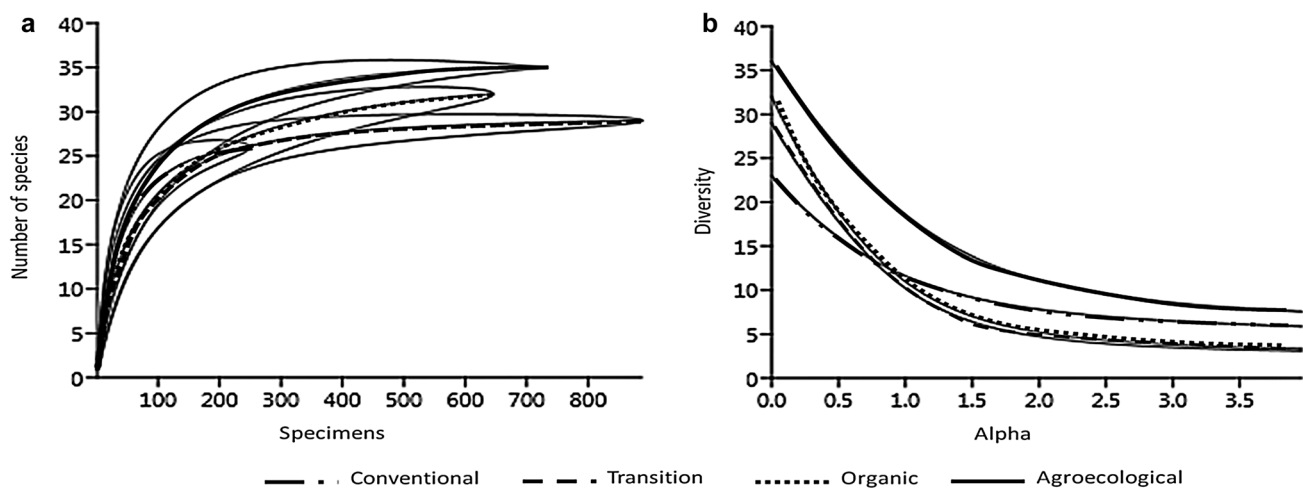 a
Number of species
40
35
30
25
20
15
10
5
0
100 200 300 400 500 600 700 800
Specimens
b
Diversity
40
35
30
25
20
15
10
5
0
0.0 0.5 1.0 1.5 2.0 2.5 3.0 3.5
Alpha
Conventional Transition Organic Agroecological